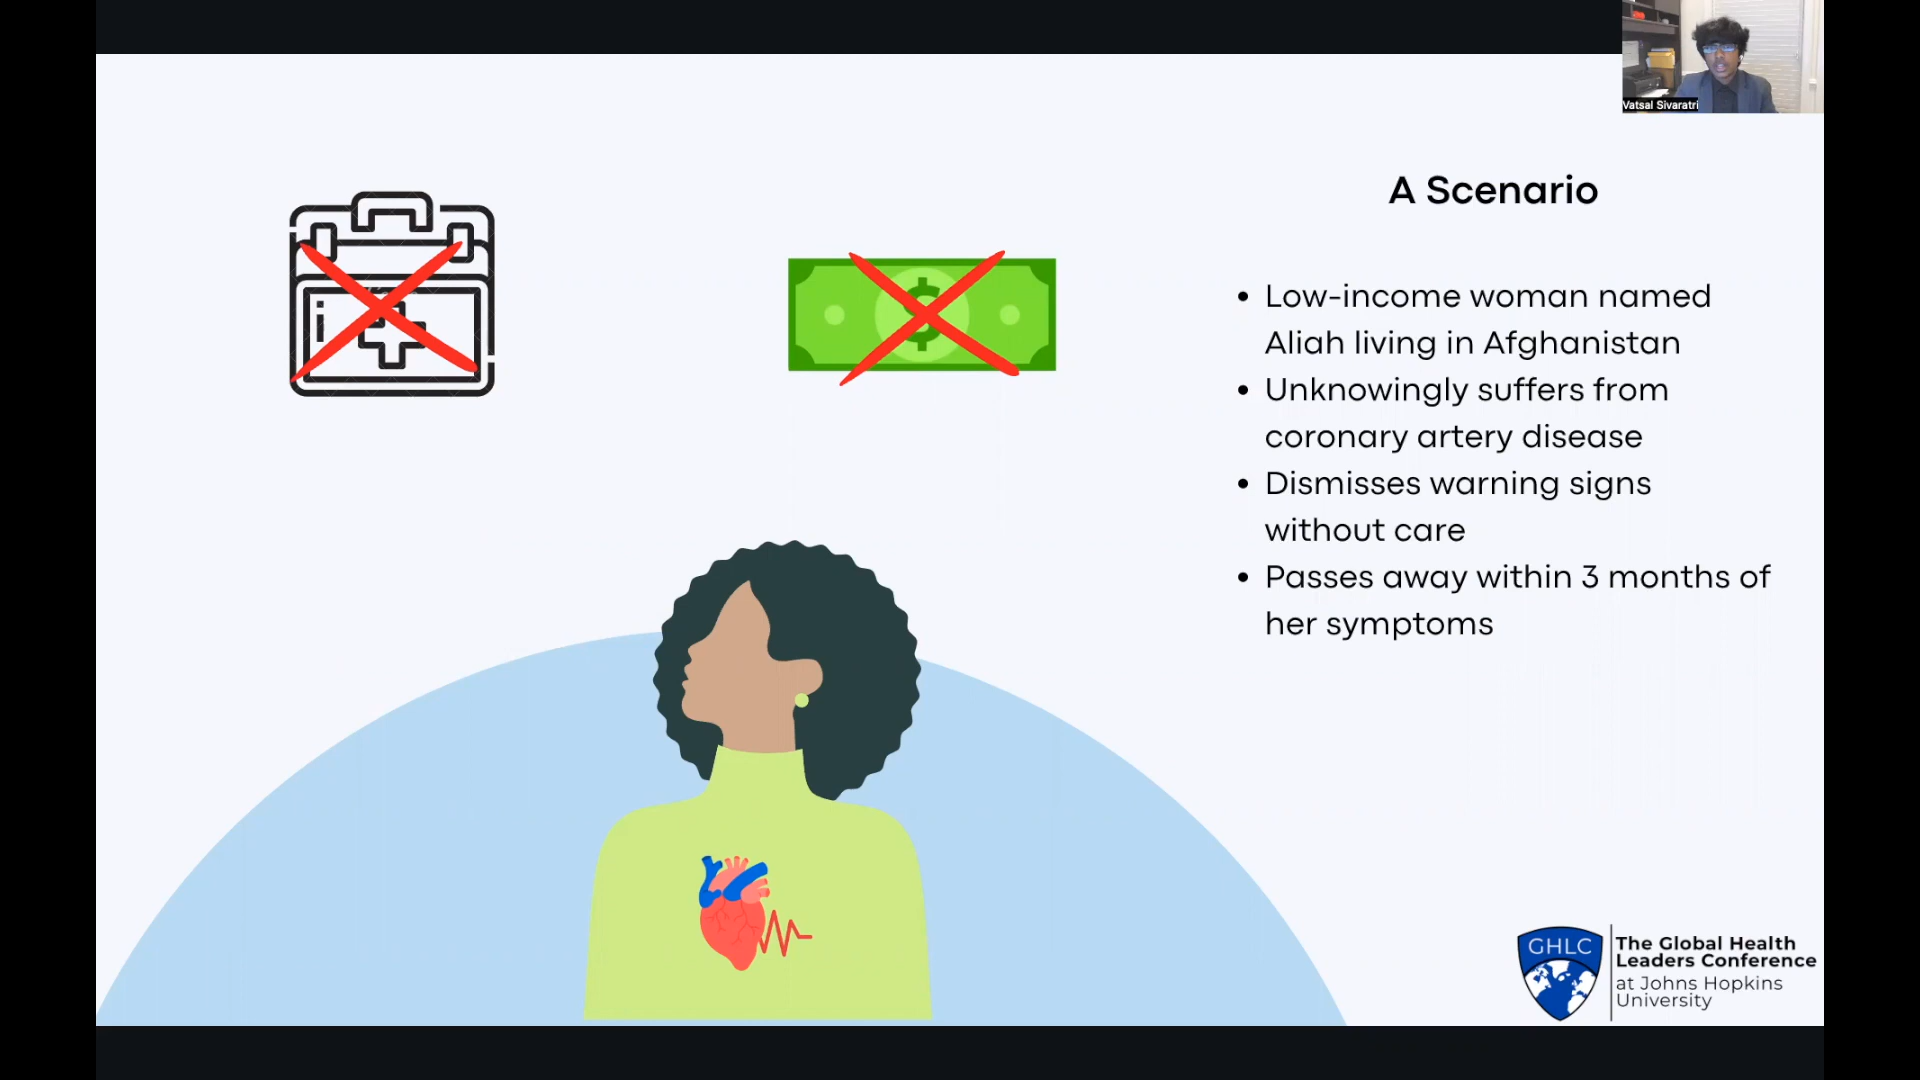 Vatsal Sivaratri
A Scenario
• Low-income woman named
Aliah living in Afghanistan
• Unknowingly suffers from
coronary artery disease
• Dismisses warning signs
without care
• Passes away within 3 months of
her symptoms
$
GHLC
The Global Health
Leaders Conference
at Johns Hopkins
University